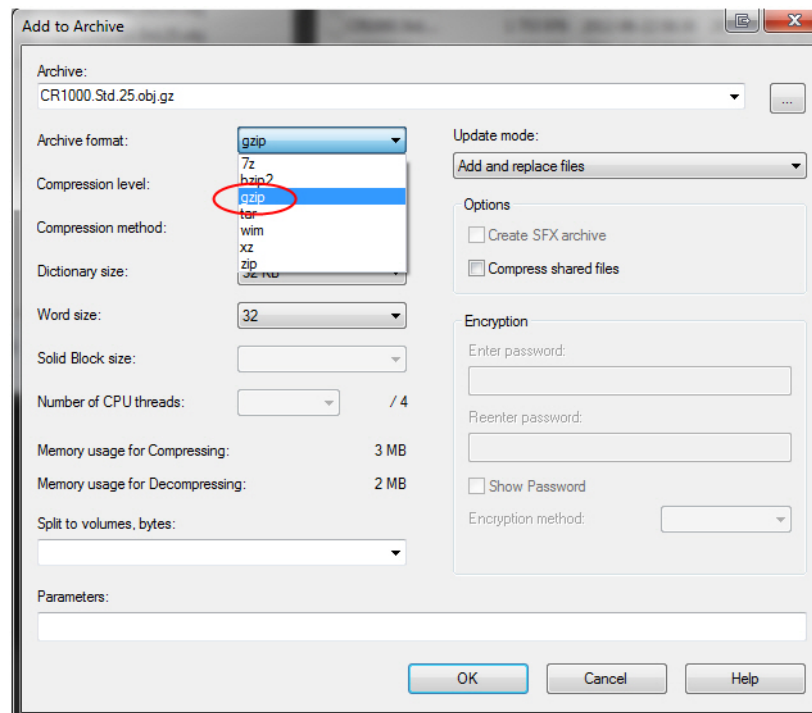 Add to Archive
Archive:
CR1000.Std.25.obj.gz
...
Archive format:
gzip
7z
bzip2
gzip
tar
wim
xz
zip
Compression level:
Compression method:
Dictionary size:
32 KB
Word size:
32
Solid Block size:
Number of CPU threads:
/ 4
Memory usage for Compressing:
3 MB
Memory usage for Decompressing:
2 MB
Split to volumes, bytes:
Update mode:
Add and replace files
Options
Create SFX archive
Compress shared files
Encryption
Enter password:
Reenter password:
Show Password
Encryption method:
Parameters:
OK
Cancel
Help